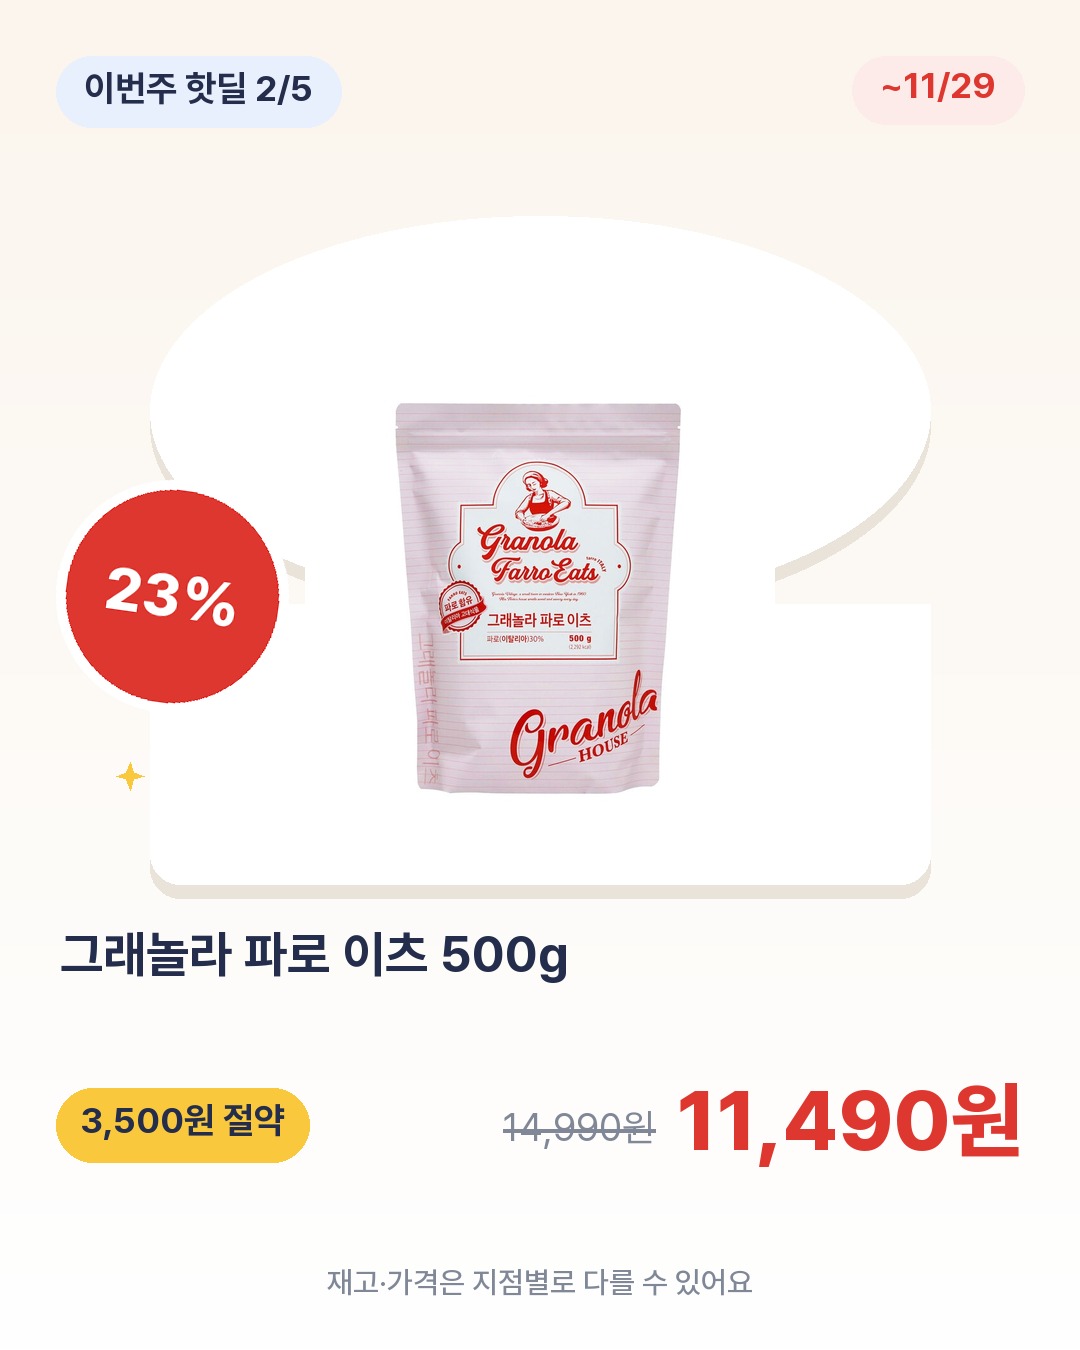 이번주 핫딜 2/5
~11/29
23%
Granola
Farro Eats
파로 함유
그래놀라 파로 이츠
파로(이탈리아)30%
500 g
(2,292 kcal)
그래놀라 파로 이츠
Granola
HOUSE
그래놀라 파로 이츠 500g
3,500원 절약
14,990원
11,490원
재고·가격은 지점별로 다를 수 있어요